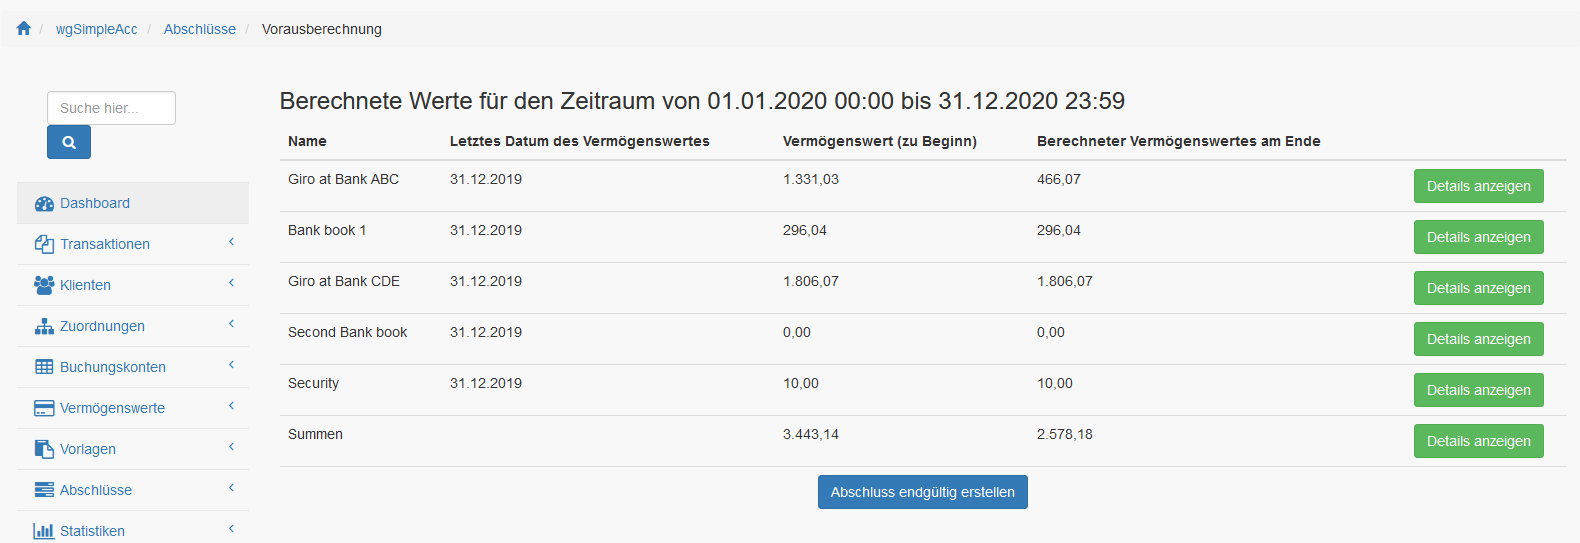 / wgSimpleAcc / Abschlüsse / Vorausberechnung
Suche hier...
Dashboard
Transaktionen
Klienten
Zuordnungen
Buchungskonten
Vermögenswerte
Vorlagen
Abschlüsse
Statistiken
Berechnete Werte für den Zeitraum von 01.01.2020 00:00 bis 31.12.2020 23:59
Name Letztes Datum des Vermögenswertes Vermögenswert (zu Beginn) Berechneter Vermögenswertes am Ende
Giro at Bank ABC 31.12.2019 1.331,03 466,07 Details anzeigen
Bank book 1 31.12.2019 296,04 296,04 Details anzeigen
Giro at Bank CDE 31.12.2019 1.806,07 1.806,07 Details anzeigen
Second Bank book 31.12.2019 0,00 0,00 Details anzeigen
Security 31.12.2019 10,00 10,00 Details anzeigen
Summen 3.443,14 2.578,18 Details anzeigen
Abschluss endgültig erstellen